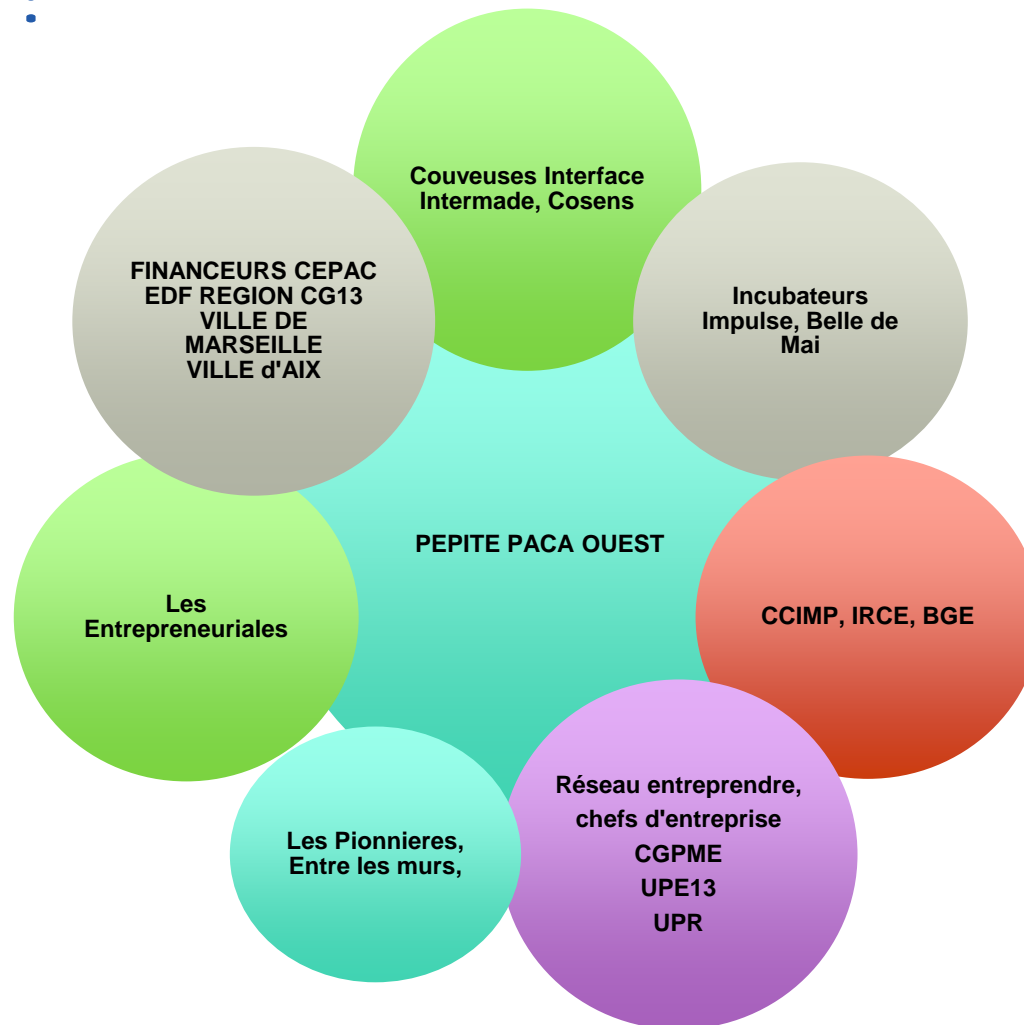 Couveuses Interface
Intermade, Cosens
FINANCEURS CEPAC
EDF REGION CG13
VILLE DE
MARSEILLE
VILLE d'AIX
Incubateurs
Impulse, Belle de
Mai
PEPITE PACA OUEST
Les
Entrepreneuriales
CCIMP, IRCE, BGE
Les Pionnieres,
Entre les murs,
Réseau entreprendre,
chefs d'entreprise
CGPME
UPE13
UPR